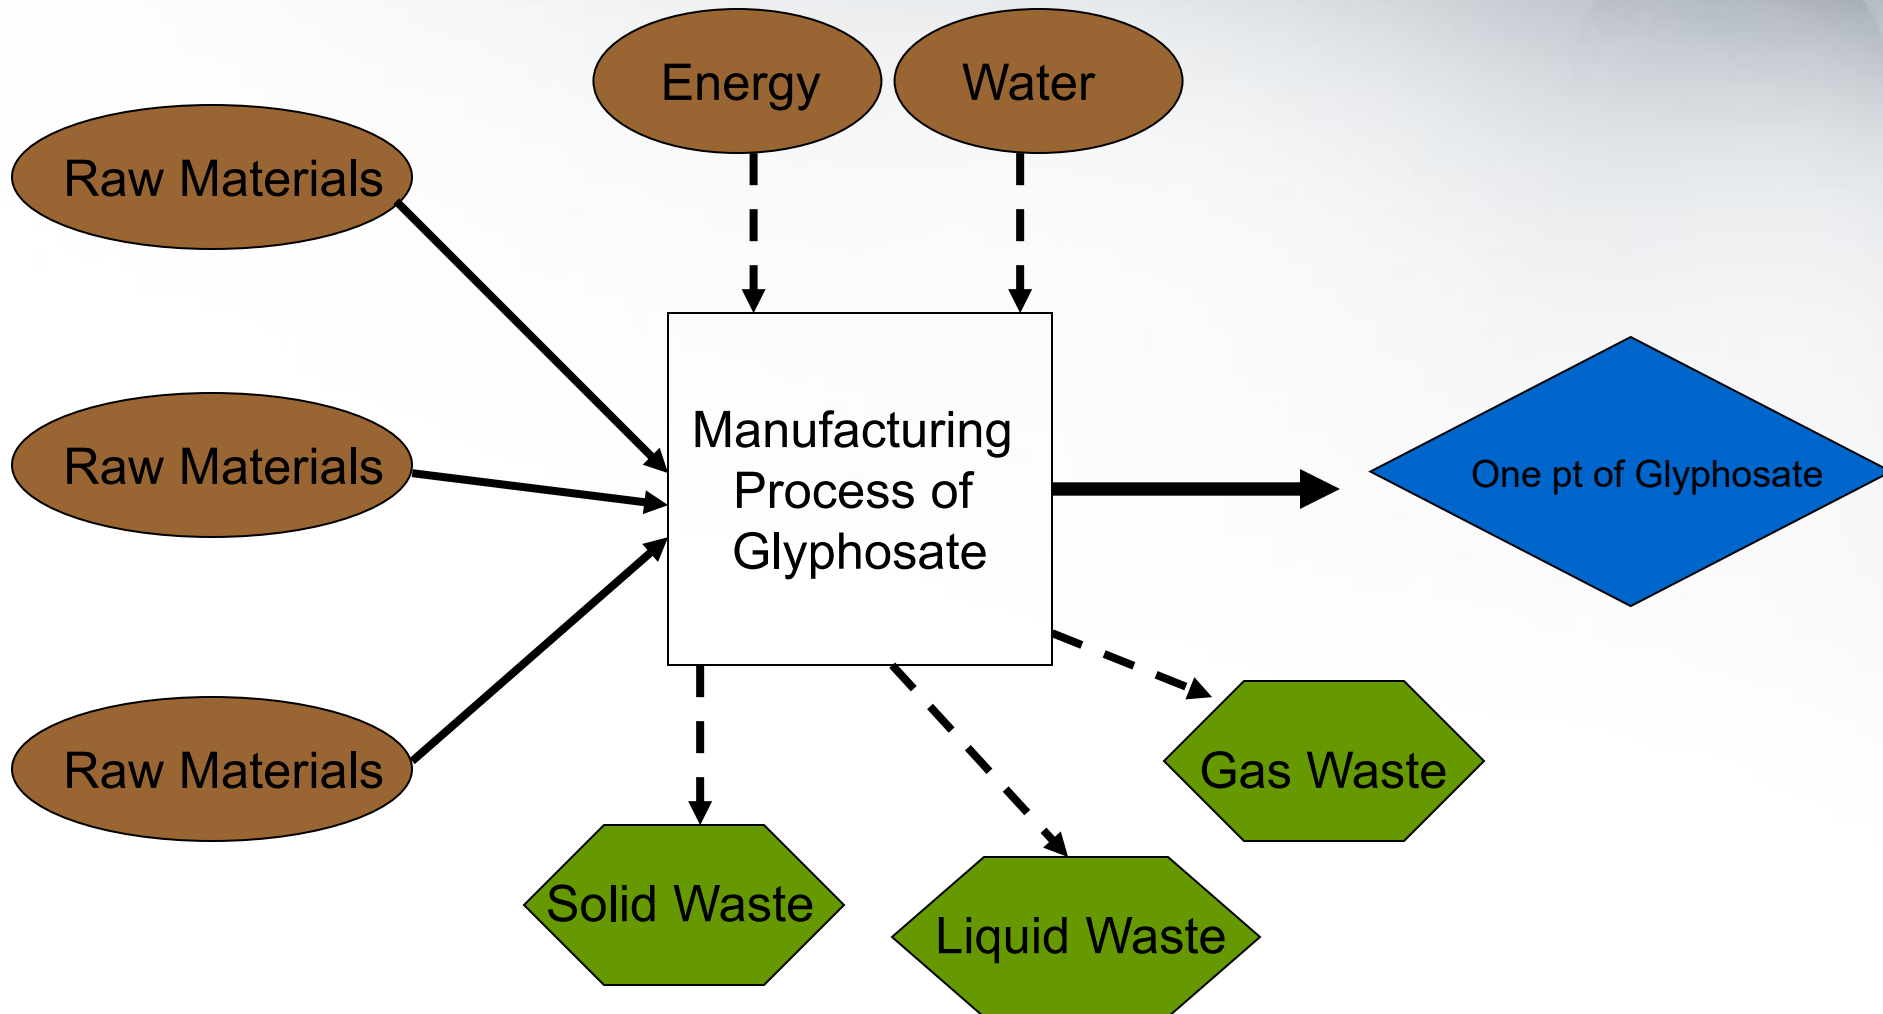 Energy
Water
Raw Materials
Raw Materials
Manufacturing
Process of
Glyphosate
One pt of Glyphosate
Raw Materials
Gas Waste
Solid Waste
Liquid Waste